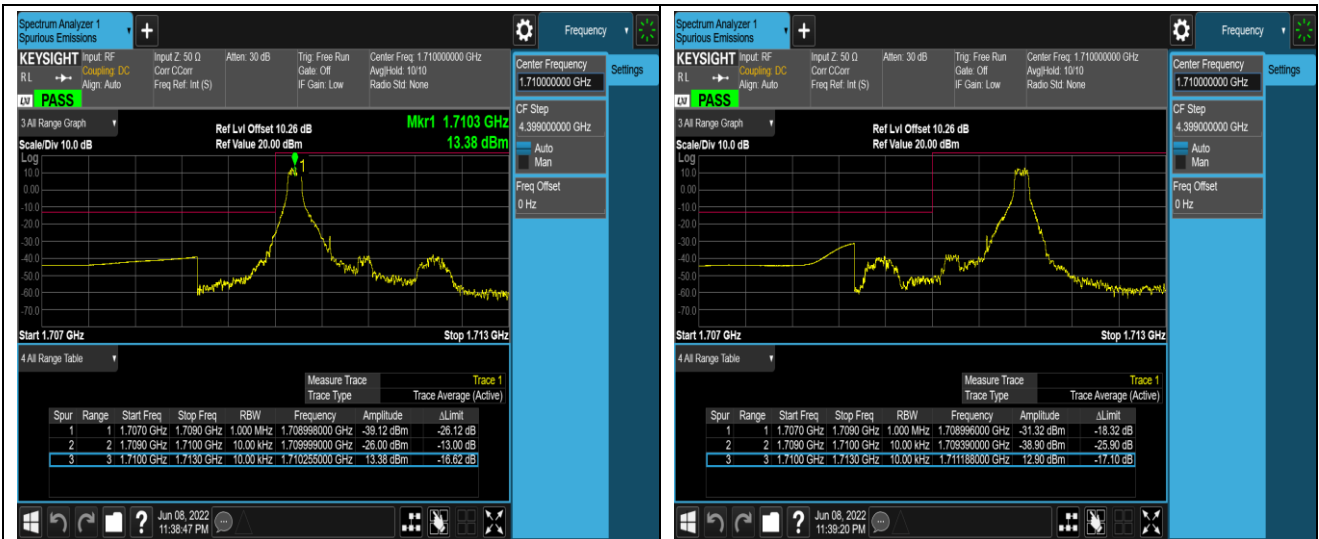 Spectrum Analyzer 1
Spurious Emissions
Frequency
KEYSIGHT
Input: RF
Coupling: DC
Align: Auto
Input Z: 50 Ω
Corr CCorr
Freq Ref: Int (S)
Atten: 30 dB
Trig: Free Run
Gate: Off
IF Gain: Low
Center Freq: 1.710000000 GHz
Avg|Hold: 10/10
Radio Std: None
RL
LXI
PASS
Center Frequency
1.710000000 GHz
Settings
CF Step
4.399000000 GHz
Auto
Man
Freq Offset
0 Hz
3 All Range Graph
Ref Lvl Offset 10.26 dB
Mkr1 1.7103 GHz
Scale/Div 10.0 dB
Ref Value 20.00 dBm
13.38 dBm
Log
1
10.0
0.00
-10.0
-20.0
-30.0
-40.0
-50.0
-60.0
-70.0
Start 1.707 GHz
Stop 1.713 GHz
4 All Range Table
Measure Trace Trace 1
Trace Type Trace Average (Active)
Spur Range Start Freq Stop Freq RBW Frequency Amplitude ΔLimit
1 1 1.7070 GHz 1.7090 GHz 1.000 MHz 1.708998000 GHz -39.12 dBm -26.12 dB
2 2 1.7090 GHz 1.7100 GHz 10.00 kHz 1.709999000 GHz -26.00 dBm -13.00 dB
3 3 1.7100 GHz 1.7130 GHz 10.00 kHz 1.710255000 GHz 13.38 dBm -16.62 dB
Jun 08, 2022
11:38:47 PM
Spectrum Analyzer 1
Spurious Emissions
Frequency
KEYSIGHT
Input: RF
Coupling: DC
Align: Auto
Input Z: 50 Ω
Corr CCorr
Freq Ref: Int (S)
Atten: 30 dB
Trig: Free Run
Gate: Off
IF Gain: Low
Center Freq: 1.710000000 GHz
Avg|Hold: 10/10
Radio Std: None
RL
LXI
PASS
Center Frequency
1.710000000 GHz
Settings
CF Step
4.399000000 GHz
Auto
Man
Freq Offset
0 Hz
3 All Range Graph
Ref Lvl Offset 10.26 dB
Scale/Div 10.0 dB
Ref Value 20.00 dBm
Log
10.0
0.00
-10.0
-20.0
-30.0
-40.0
-50.0
-60.0
-70.0
Start 1.707 GHz
Stop 1.713 GHz
4 All Range Table
Measure Trace Trace 1
Trace Type Trace Average (Active)
Spur Range Start Freq Stop Freq RBW Frequency Amplitude ΔLimit
1 1 1.7070 GHz 1.7090 GHz 1.000 MHz 1.708996000 GHz -31.32 dBm -18.32 dB
2 2 1.7090 GHz 1.7100 GHz 10.00 kHz 1.709390000 GHz -38.90 dBm -25.90 dB
3 3 1.7100 GHz 1.7130 GHz 10.00 kHz 1.711188000 GHz 12.90 dBm -17.10 dB
Jun 08, 2022
11:39:20 PM